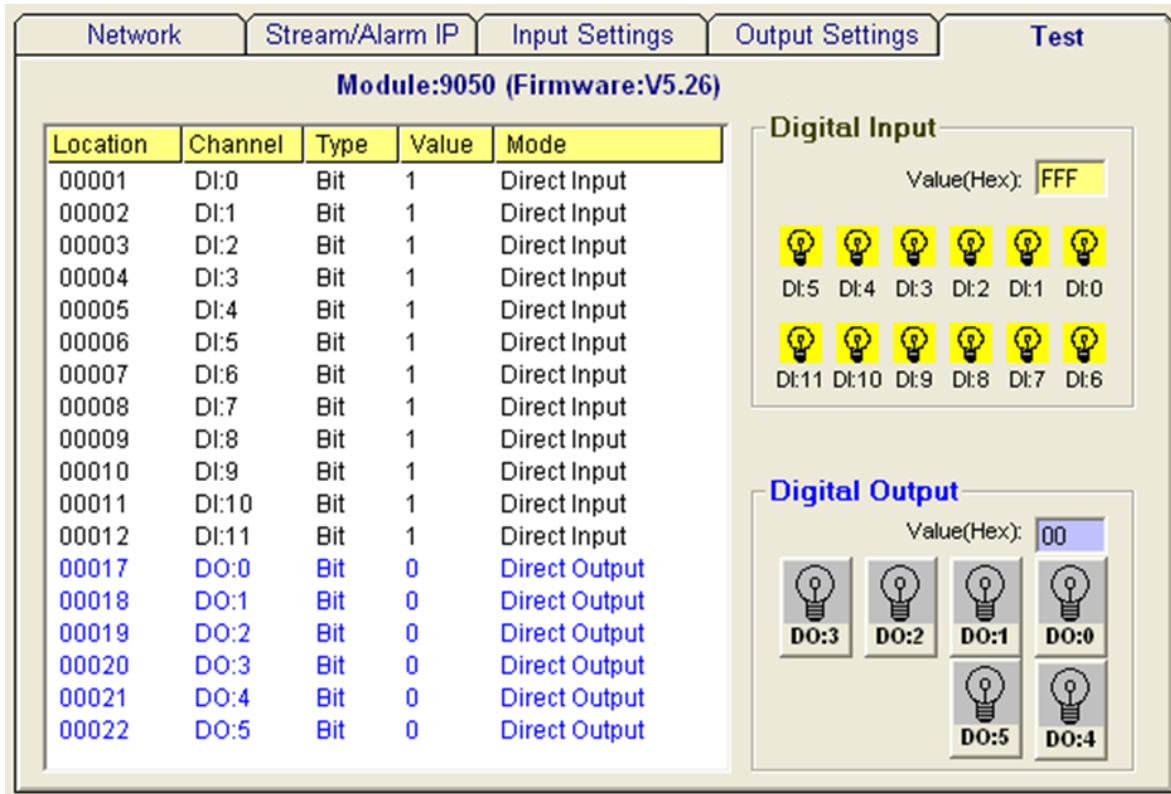 Network Stream/Alarm IP Input Settings Output Settings Test
Module:9050 (Firmware:V5.26)
Location Channel Type Value Mode
00001 DI:0 Bit 1 Direct Input
00002 DI:1 Bit 1 Direct Input
00003 DI:2 Bit 1 Direct Input
00004 DI:3 Bit 1 Direct Input
00005 DI:4 Bit 1 Direct Input
00006 DI:5 Bit 1 Direct Input
00007 DI:6 Bit 1 Direct Input
00008 DI:7 Bit 1 Direct Input
00009 DI:8 Bit 1 Direct Input
00010 DI:9 Bit 1 Direct Input
00011 DI:10 Bit 1 Direct Input
00012 DI:11 Bit 1 Direct Input
00017 DO:0 Bit 0 Direct Output
00018 DO:1 Bit 0 Direct Output
00019 DO:2 Bit 0 Direct Output
00020 DO:3 Bit 0 Direct Output
00021 DO:4 Bit 0 Direct Output
00022 DO:5 Bit 0 Direct Output
Digital Input
Value(Hex): FFF
DI:5 DI:4 DI:3 DI:2 DI:1 DI:0
DI:11 DI:10 DI:9 DI:8 DI:7 DI:6
Digital Output
Value(Hex): 00
DO:3 DO:2 DO:1 DO:0
DO:5 DO:4